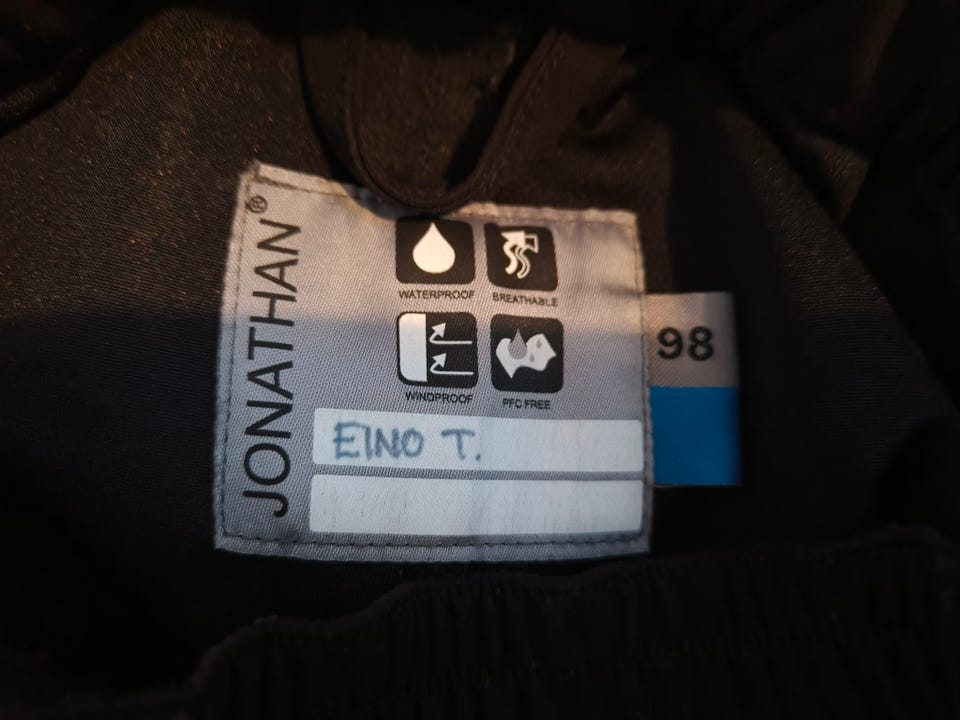 JONATHAN®
WATERPROOF BREATHABLE
WINDPROOF PFC FREE
EINO T.
98